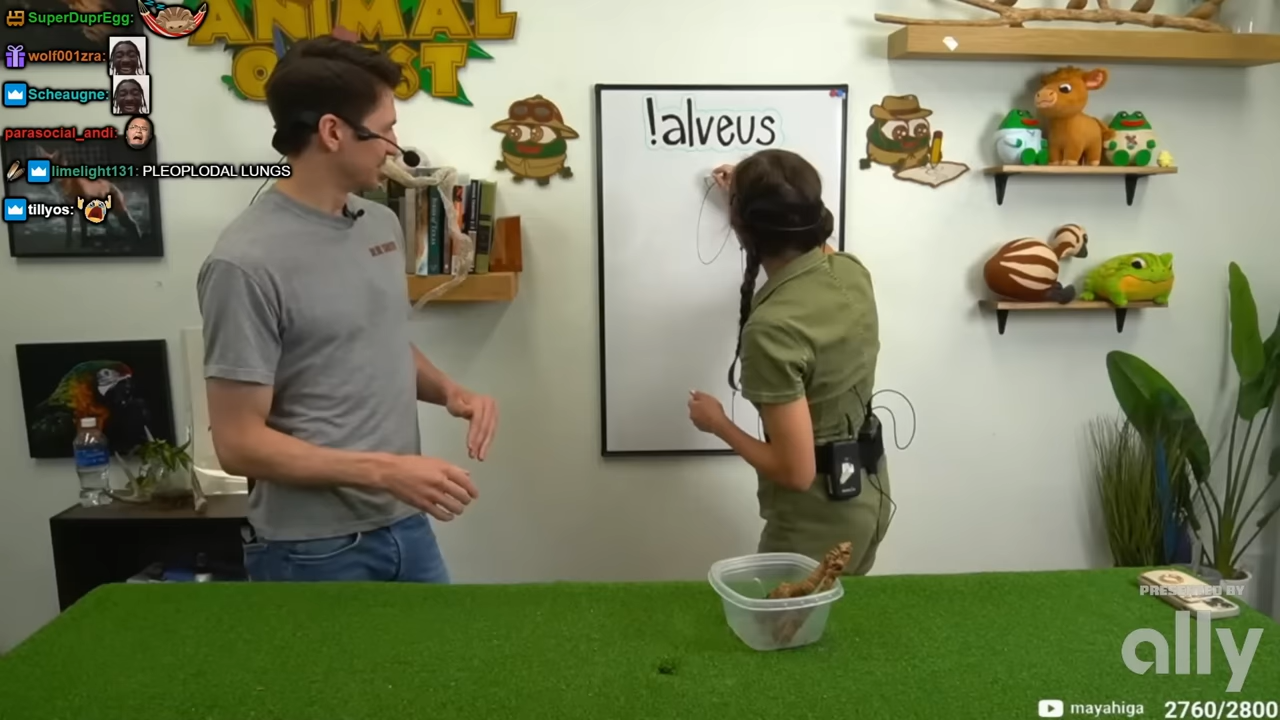 SuperDuprEgg:
wolf001zra:
Scheaugne:
parasocial_andi:
limelight131: PLEOPLODAL LUNGS
tillyos:
ANIMAL
QUEST
!alveus
PRESENTED BY
ally
mayahiga 2760/2800